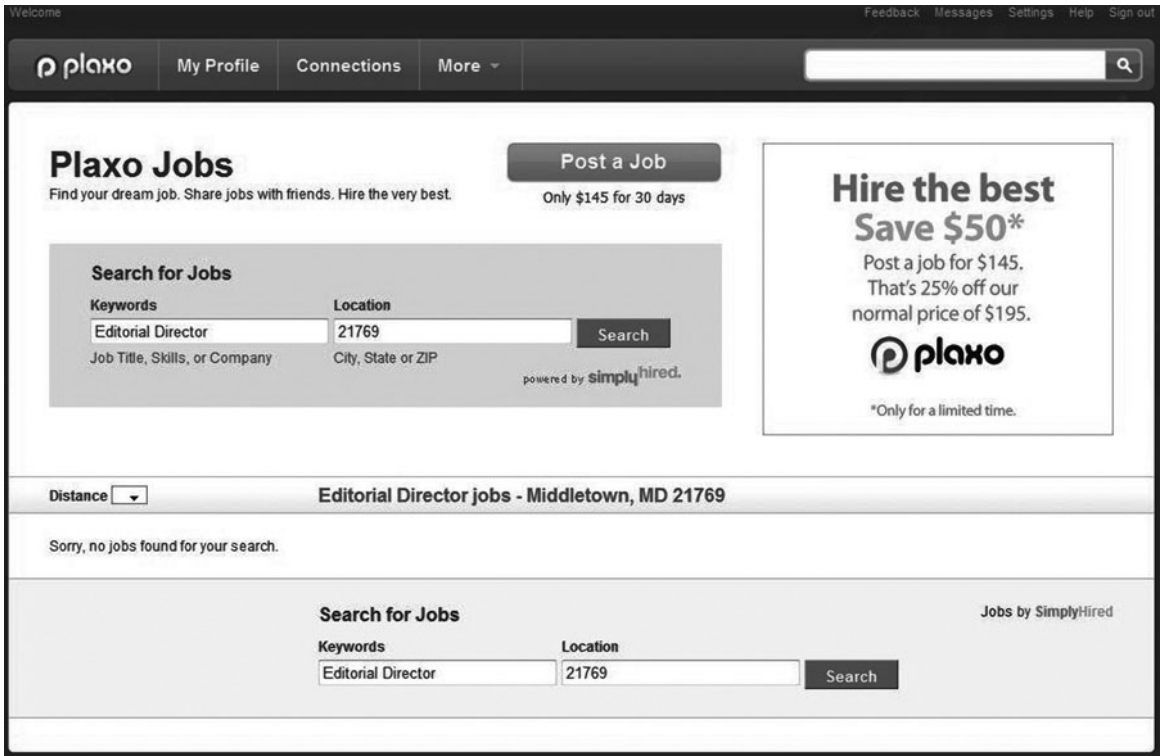 Welcome
Feedback Messages Settings Help Sign out
plaxo My Profile Connections More
Plaxo Jobs
Find your dream job. Share jobs with friends. Hire the very best.
Post a Job
Only $145 for 30 days
Search for Jobs
Keywords Location
Editorial Director 21769 Search
Job Title, Skills, or Company City, State or ZIP
powered by simplyhired.
Hire the best
Save $50*
Post a job for $145.
That's 25% off our
normal price of $195.
plaxo
*Only for a limited time.
Distance Editorial Director jobs - Middletown, MD 21769
Sorry, no jobs found for your search.
Search for Jobs Jobs by SimplyHired
Keywords Location
Editorial Director 21769 Search